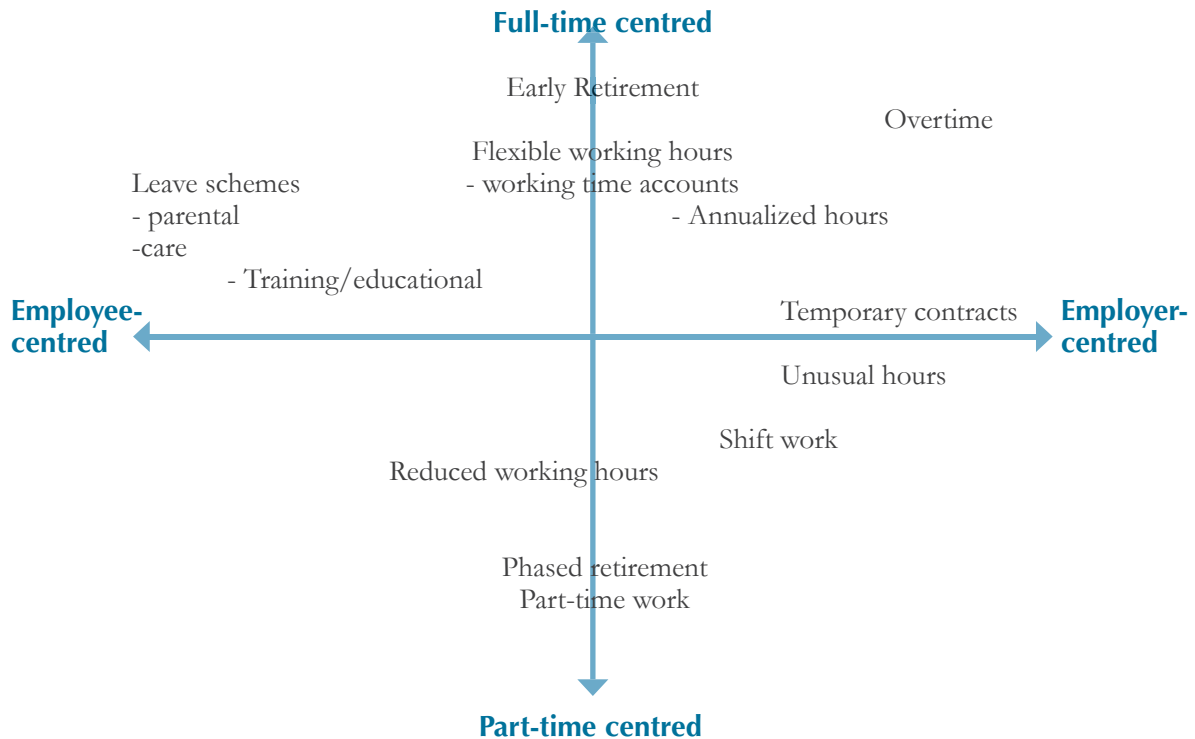 Full-time centred
Early Retirement
Overtime
Flexible working hours
Leave schemes
- working time accounts
- parental
- Annualized hours
-care
- Training/educational
Employee-
centred
Temporary contracts
Employer-
centred
Unusual hours
Shift work
Reduced working hours
Phased retirement
Part-time work
Part-time centred